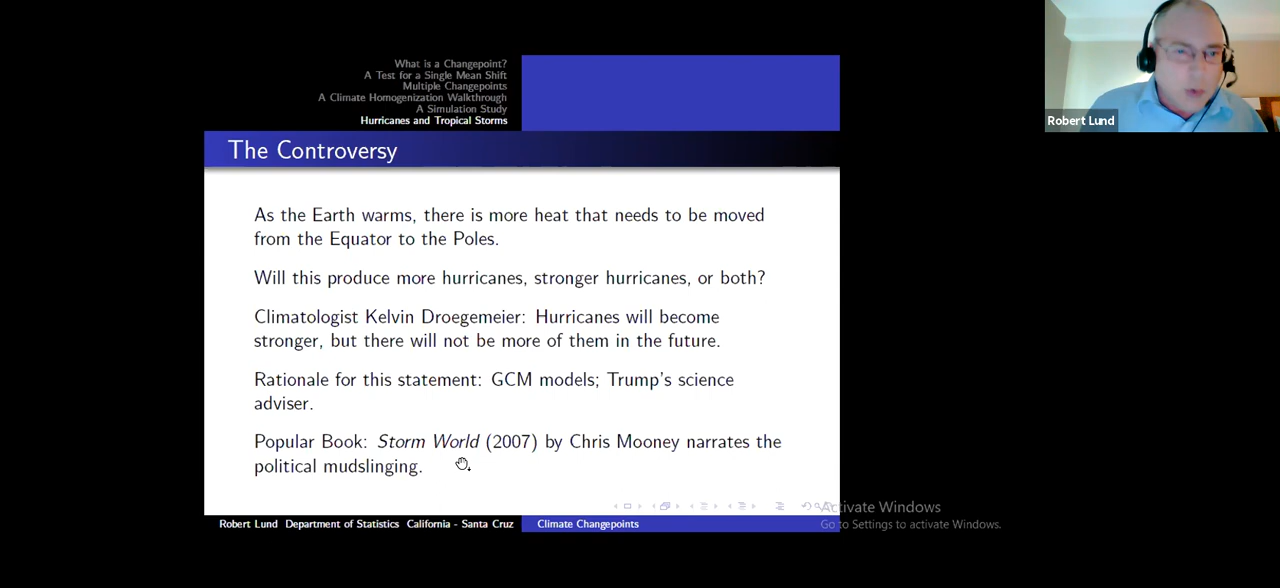 What is a Changepoint?
A Test for a Single Mean Shift
Multiple Changepoints
A Climate Homogenization Walkthrough
A Simulation Study
Hurricanes and Tropical Storms
Robert Lund
The Controversy
As the Earth warms, there is more heat that needs to be moved
from the Equator to the Poles.
Will this produce more hurricanes, stronger hurricanes, or both?
Climatologist Kelvin Droegemeier: Hurricanes will become
stronger, but there will not be more of them in the future.
Rationale for this statement: GCM models; Trump's science
adviser.
Popular Book: Storm World (2007) by Chris Mooney narrates the
political mudslinging.
Activate Windows
Go to Settings to activate Windows.
Robert Lund Department of Statistics California - Santa Cruz
Climate Changepoints